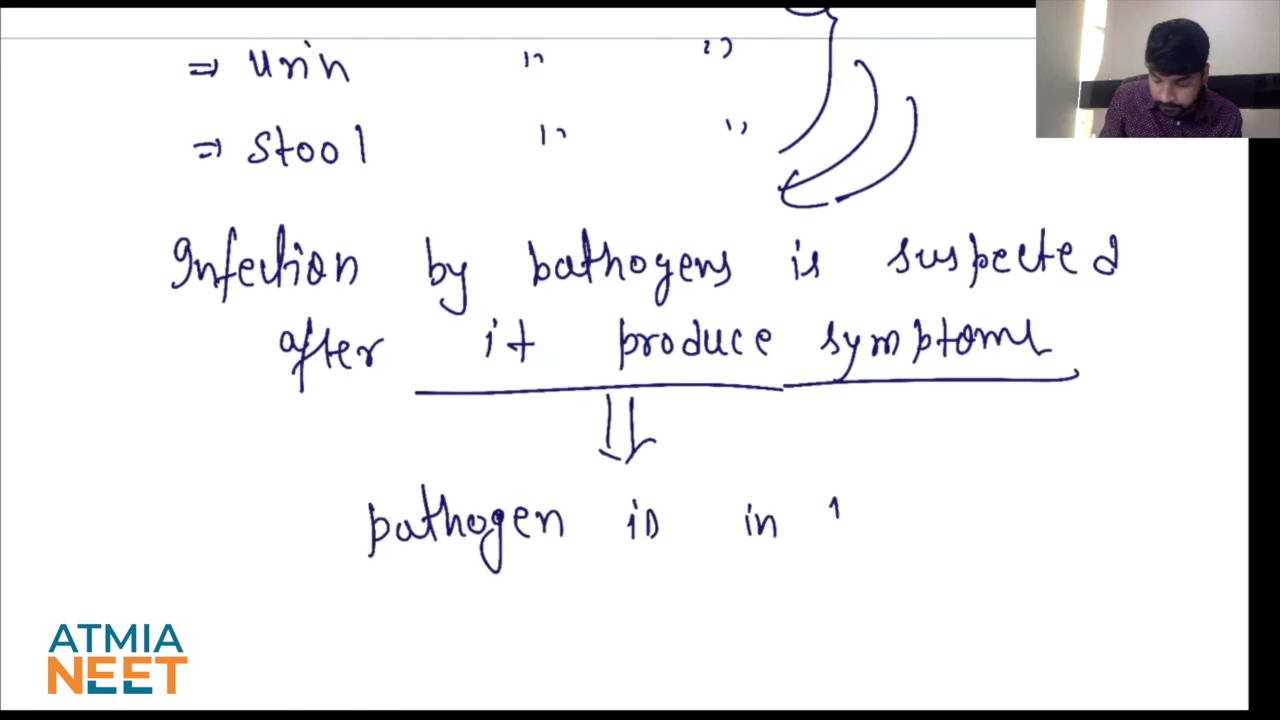 ⇒ Urin " "
⇒ Stool " "
Infection by pathogens is suspected
after it produce symptoms
pathogen is in
ATMIA
NEET